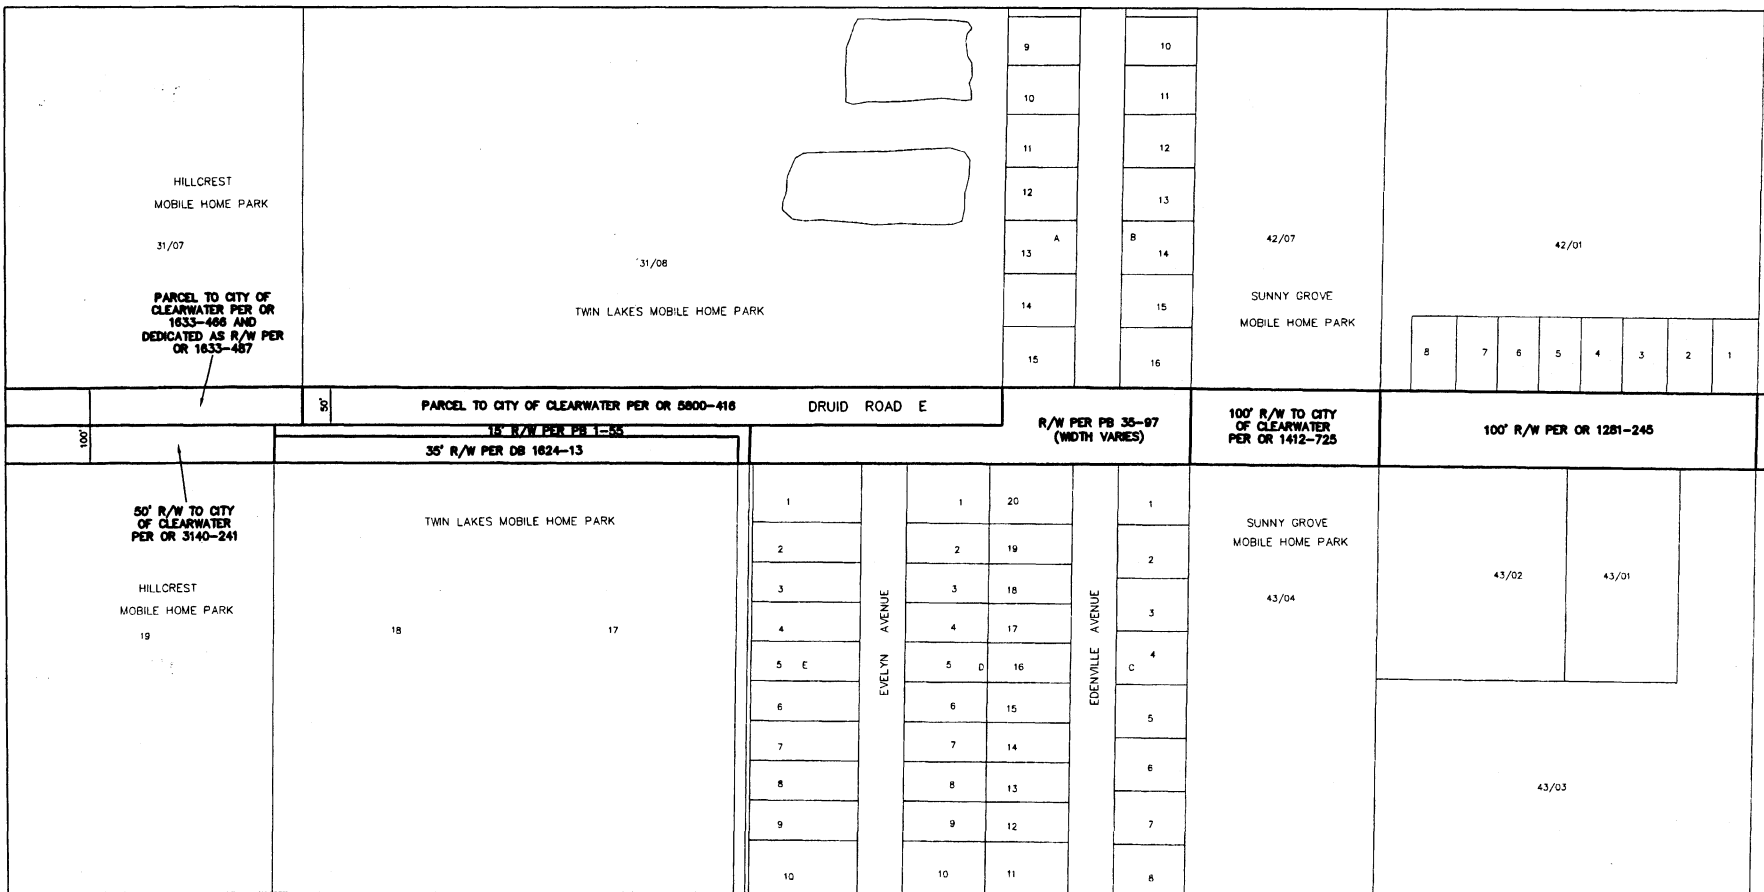 HILLCREST
MOBILE HOME PARK
31/07
PARCEL TO CITY OF
CLEARWATER PER OR
1633-466 AND
DEDICATED AS R/W PER
OR 1633-487
31/08
TWIN LAKES MOBILE HOME PARK
9
10
11
12
13
A
14
15
10
11
12
13
B
14
15
16
42/07
SUNNY GROVE
MOBILE HOME PARK
42/01
8
7
6
5
4
3
2
1
100'
50'
PARCEL TO CITY OF CLEARWATER PER OR 5800-416
DRUID ROAD E
15' R/W PER PB 1-55
35' R/W PER DB 1624-13
R/W PER PB 35-97
(WIDTH VARIES)
100' R/W TO CITY
OF CLEARWATER
PER OR 1412-725
100' R/W PER OR 1281-245
50' R/W TO CITY
OF CLEARWATER
PER OR 3140-241
HILLCREST
MOBILE HOME PARK
19
TWIN LAKES MOBILE HOME PARK
18
17
1
2
3
4
5 E
6
7
8
9
10
EVELYN AVENUE
1
2
3
4
5 D
6
7
8
9
10
20
19
18
17
16
15
14
13
12
11
EDENVILLE AVENUE
1
2
3
4
C
5
6
7
8
SUNNY GROVE
MOBILE HOME PARK
43/04
43/02
43/01
43/03